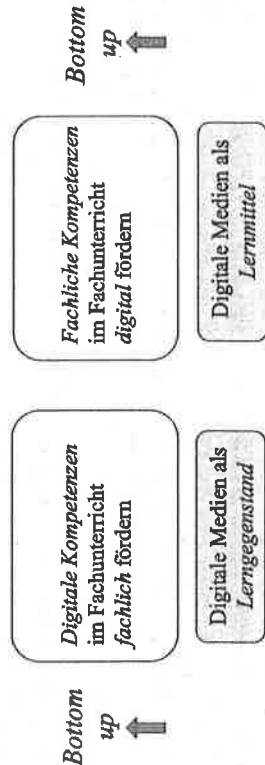 Bottom
up
Digitale Kompetenzen
im Fachunterricht
fachlich fördern
Digitale Medien als
Lerngegenstand
Fachliche Kompetenzen
im Fachunterricht
digital fördern
Digitale Medien als
Lernmittel
Bottom
up